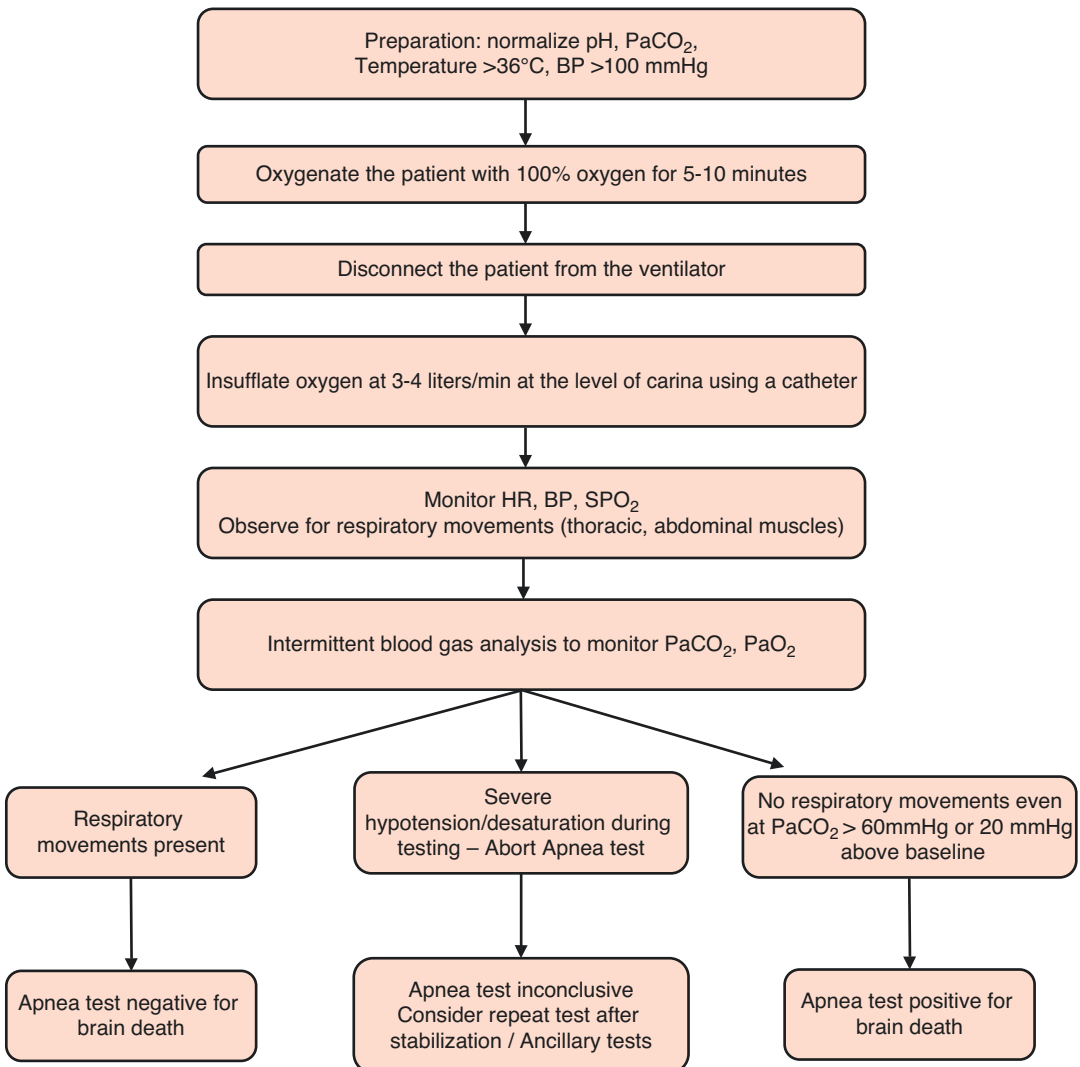 Preparation: normalize pH, PaCO₂,
Temperature >36°C, BP >100 mmHg
Oxygenate the patient with 100% oxygen for 5-10 minutes
Disconnect the patient from the ventilator
Insufflate oxygen at 3-4 liters/min at the level of carina using a catheter
Monitor HR, BP, SPO₂
Observe for respiratory movements (thoracic, abdominal muscles)
Intermittent blood gas analysis to monitor PaCO₂, PaO₂
Respiratory
movements present
Severe
hypotension/desaturation during
testing – Abort Apnea test
No respiratory movements even
at PaCO₂ > 60mmHg or 20 mmHg
above baseline
Apnea test negative for
brain death
Apnea test inconclusive
Consider repeat test after
stabilization / Ancillary tests
Apnea test positive for
brain death